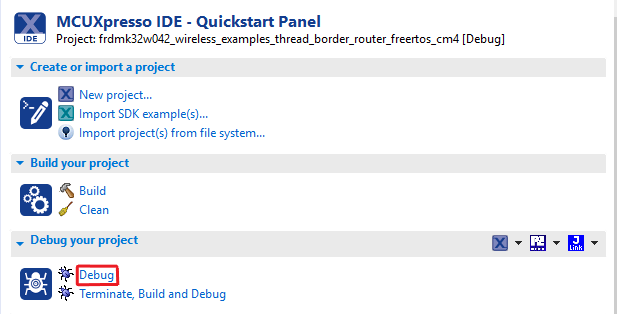 MCUXpresso IDE - Quickstart Panel
IDE
Project: frdmk32w042_wireless_examples_thread_border_router_freertos_cm4 [Debug]
Create or import a project
New project...
Import SDK example(s)...
Import project(s) from file system...
Build your project
Build
Clean
Debug your project
J
Link
Debug
Terminate, Build and Debug